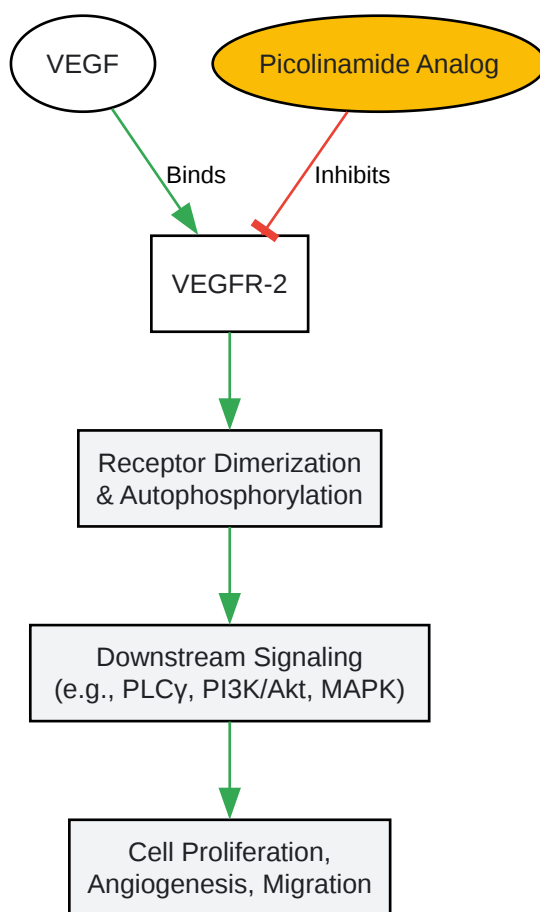 VEGF
Picolinamide Analog
Binds
Inhibits
VEGFR-2
Receptor Dimerization
& Autophosphorylation
Downstream Signaling
(e.g., PLCγ, PI3K/Akt, MAPK)
Cell Proliferation,
Angiogenesis, Migration